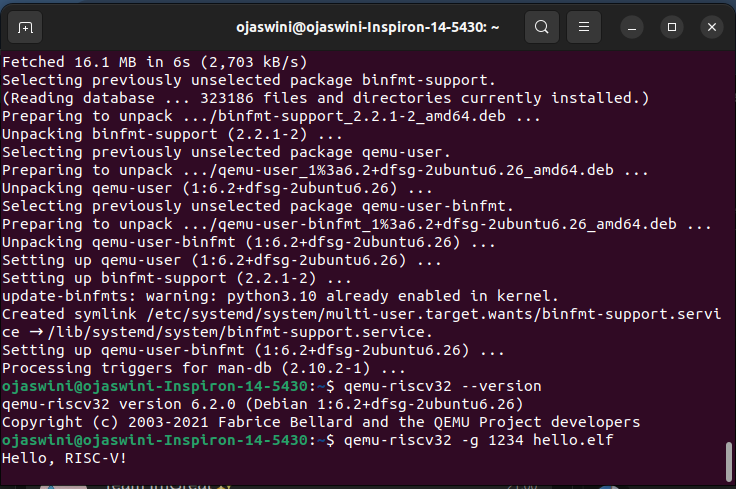 ojaswini@ojaswini-Inspiron-14-5430: ~
Fetched 16.1 MB in 6s (2,703 kB/s)
Selecting previously unselected package binfmt-support.
(Reading database ... 323186 files and directories currently installed.)
Preparing to unpack .../binfmt-support_2.2.1-2_amd64.deb ...
Unpacking binfmt-support (2.2.1-2) ...
Selecting previously unselected package qemu-user.
Preparing to unpack .../qemu-user_1%3a6.2+dfsg-2ubuntu6.26_amd64.deb ...
Unpacking qemu-user (1:6.2+dfsg-2ubuntu6.26) ...
Selecting previously unselected package qemu-user-binfmt.
Preparing to unpack .../qemu-user-binfmt_1%3a6.2+dfsg-2ubuntu6.26_amd64.deb ...
Unpacking qemu-user-binfmt (1:6.2+dfsg-2ubuntu6.26) ...
Setting up qemu-user (1:6.2+dfsg-2ubuntu6.26) ...
Setting up binfmt-support (2.2.1-2) ...
update-binfmts: warning: python3.10 already enabled in kernel.
Created symlink /etc/systemd/system/multi-user.target.wants/binfmt-support.servi
ce → /lib/systemd/system/binfmt-support.service.
Setting up qemu-user-binfmt (1:6.2+dfsg-2ubuntu6.26) ...
Processing triggers for man-db (2.10.2-1) ...
ojaswini@ojaswini-Inspiron-14-5430:~$ qemu-riscv32 --version
qemu-riscv32 version 6.2.0 (Debian 1:6.2+dfsg-2ubuntu6.26)
Copyright (c) 2003-2021 Fabrice Bellard and the QEMU Project developers
ojaswini@ojaswini-Inspiron-14-5430:~$ qemu-riscv32 -g 1234 hello.elf
Hello, RISC-V!